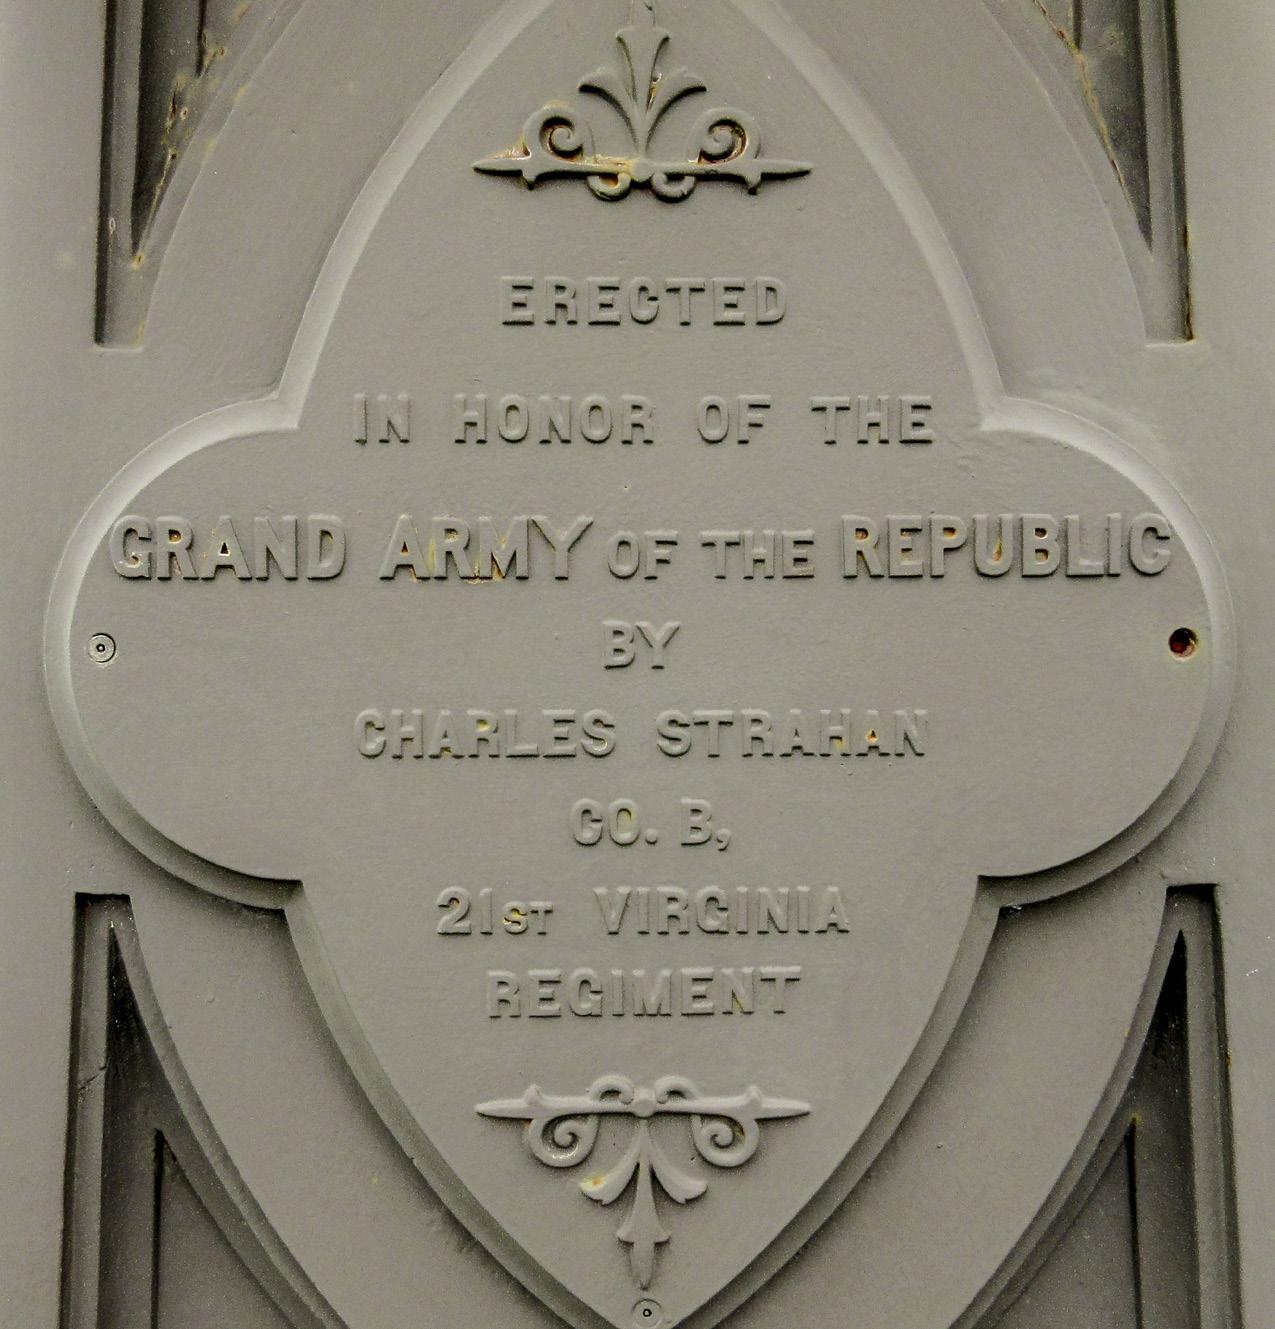 ERECTED
IN HONOR OF THE
GRAND ARMY OF THE REPUBLIC
BY
CHARLES STRAHAN
CO. B,
21ST VIRGINIA
REGIMENT